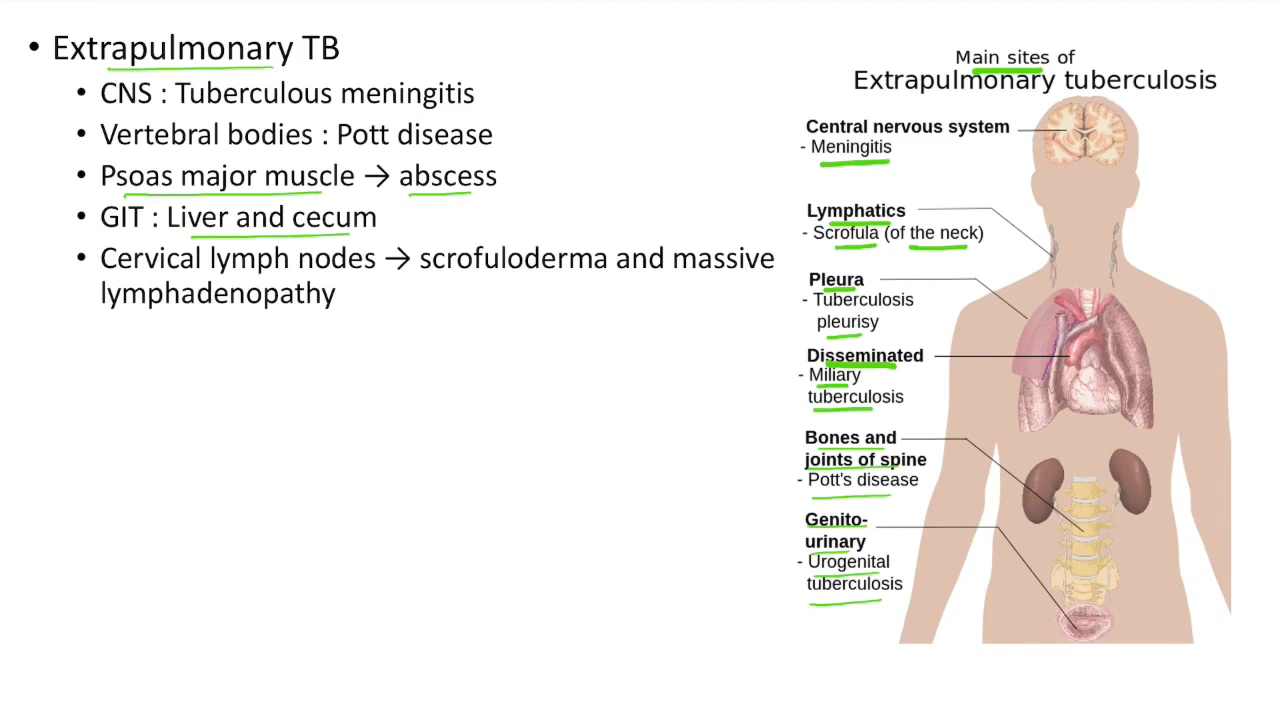 • Extrapulmonary TB
• CNS : Tuberculous meningitis
• Vertebral bodies : Pott disease
• Psoas major muscle → abscess
• GIT : Liver and cecum
• Cervical lymph nodes → scrofuloderma and massive
lymphadenopathy
Main sites of
Extrapulmonary tuberculosis
Central nervous system
- Meningitis
Lymphatics
- Scrofula (of the neck)
Pleura
- Tuberculosis
pleurisy
Disseminated
- Miliary
tuberculosis
Bones and
joints of spine
- Pott's disease
Genito-
urinary
- Urogenital
tuberculosis